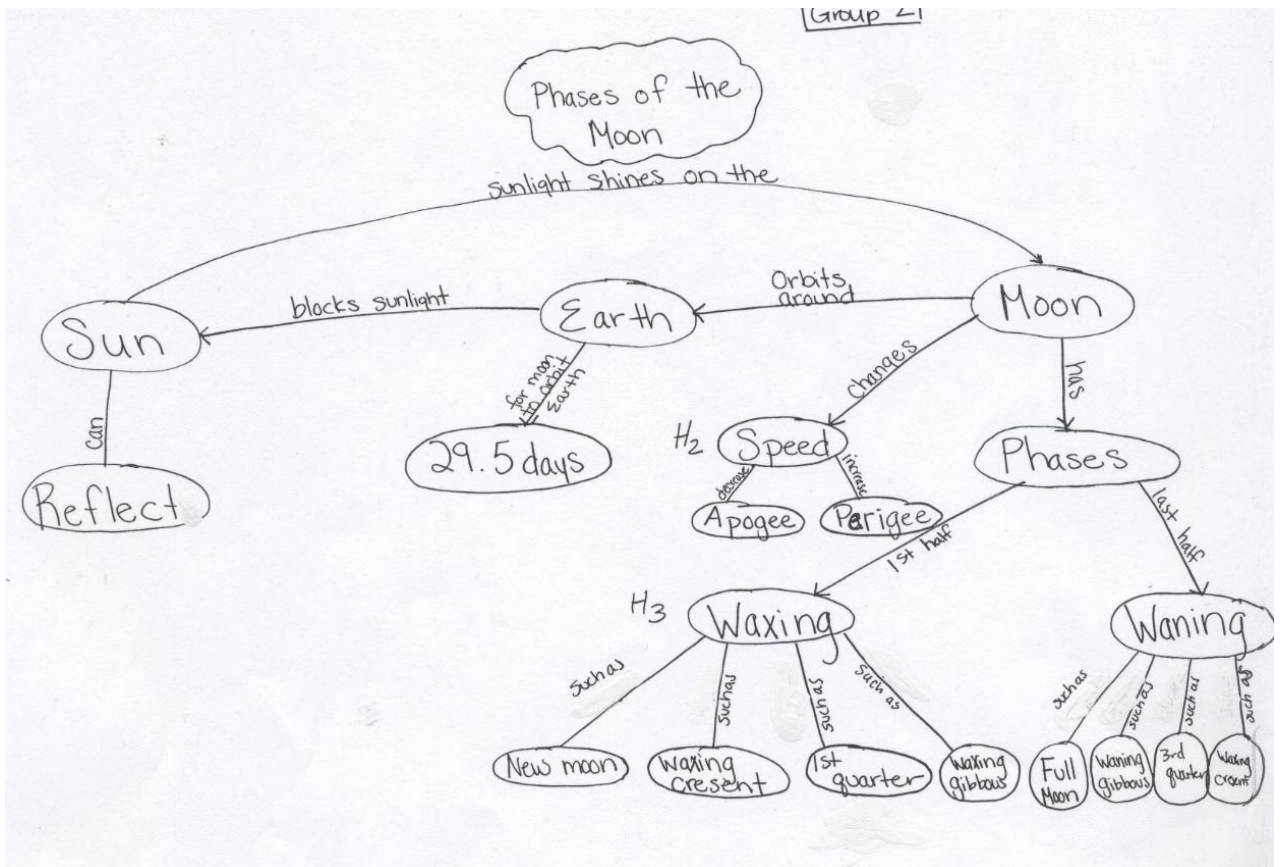 Group 2
Phases of the
Moon
sunlight shines on the
Sun
blocks sunlight
Earth
Orbits
around
Moon
can
Reflect
for moon
to orbit
Earth
29.5 days
changes
has
H2
Speed
decrease
increase
Apogee
Perigee
Phases
1st half
last half
H3
Waxing
Waning
such as
such as
such as
such as
such as
such as
such as
such as
New moon
Waxing
cresent
1st
quarter
Waxing
gibbous
Full
Moon
Waning
gibbous
3rd
quarter
cresent